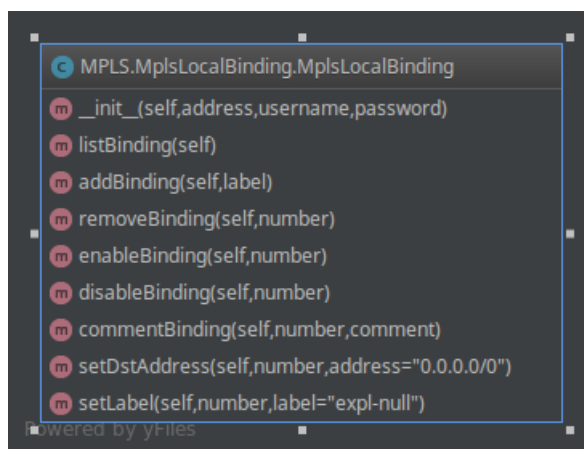 C MPLS.MplsLocalBinding.MplsLocalBinding
m __init__(self,address,username,password)
m listBinding(self)
m addBinding(self,label)
m removeBinding(self,number)
m enableBinding(self,number)
m disableBinding(self,number)
m commentBinding(self,number,comment)
m setDstAddress(self,number,address="0.0.0.0/0")
m setLabel(self,number,label="expl-null")
Powered by yFiles